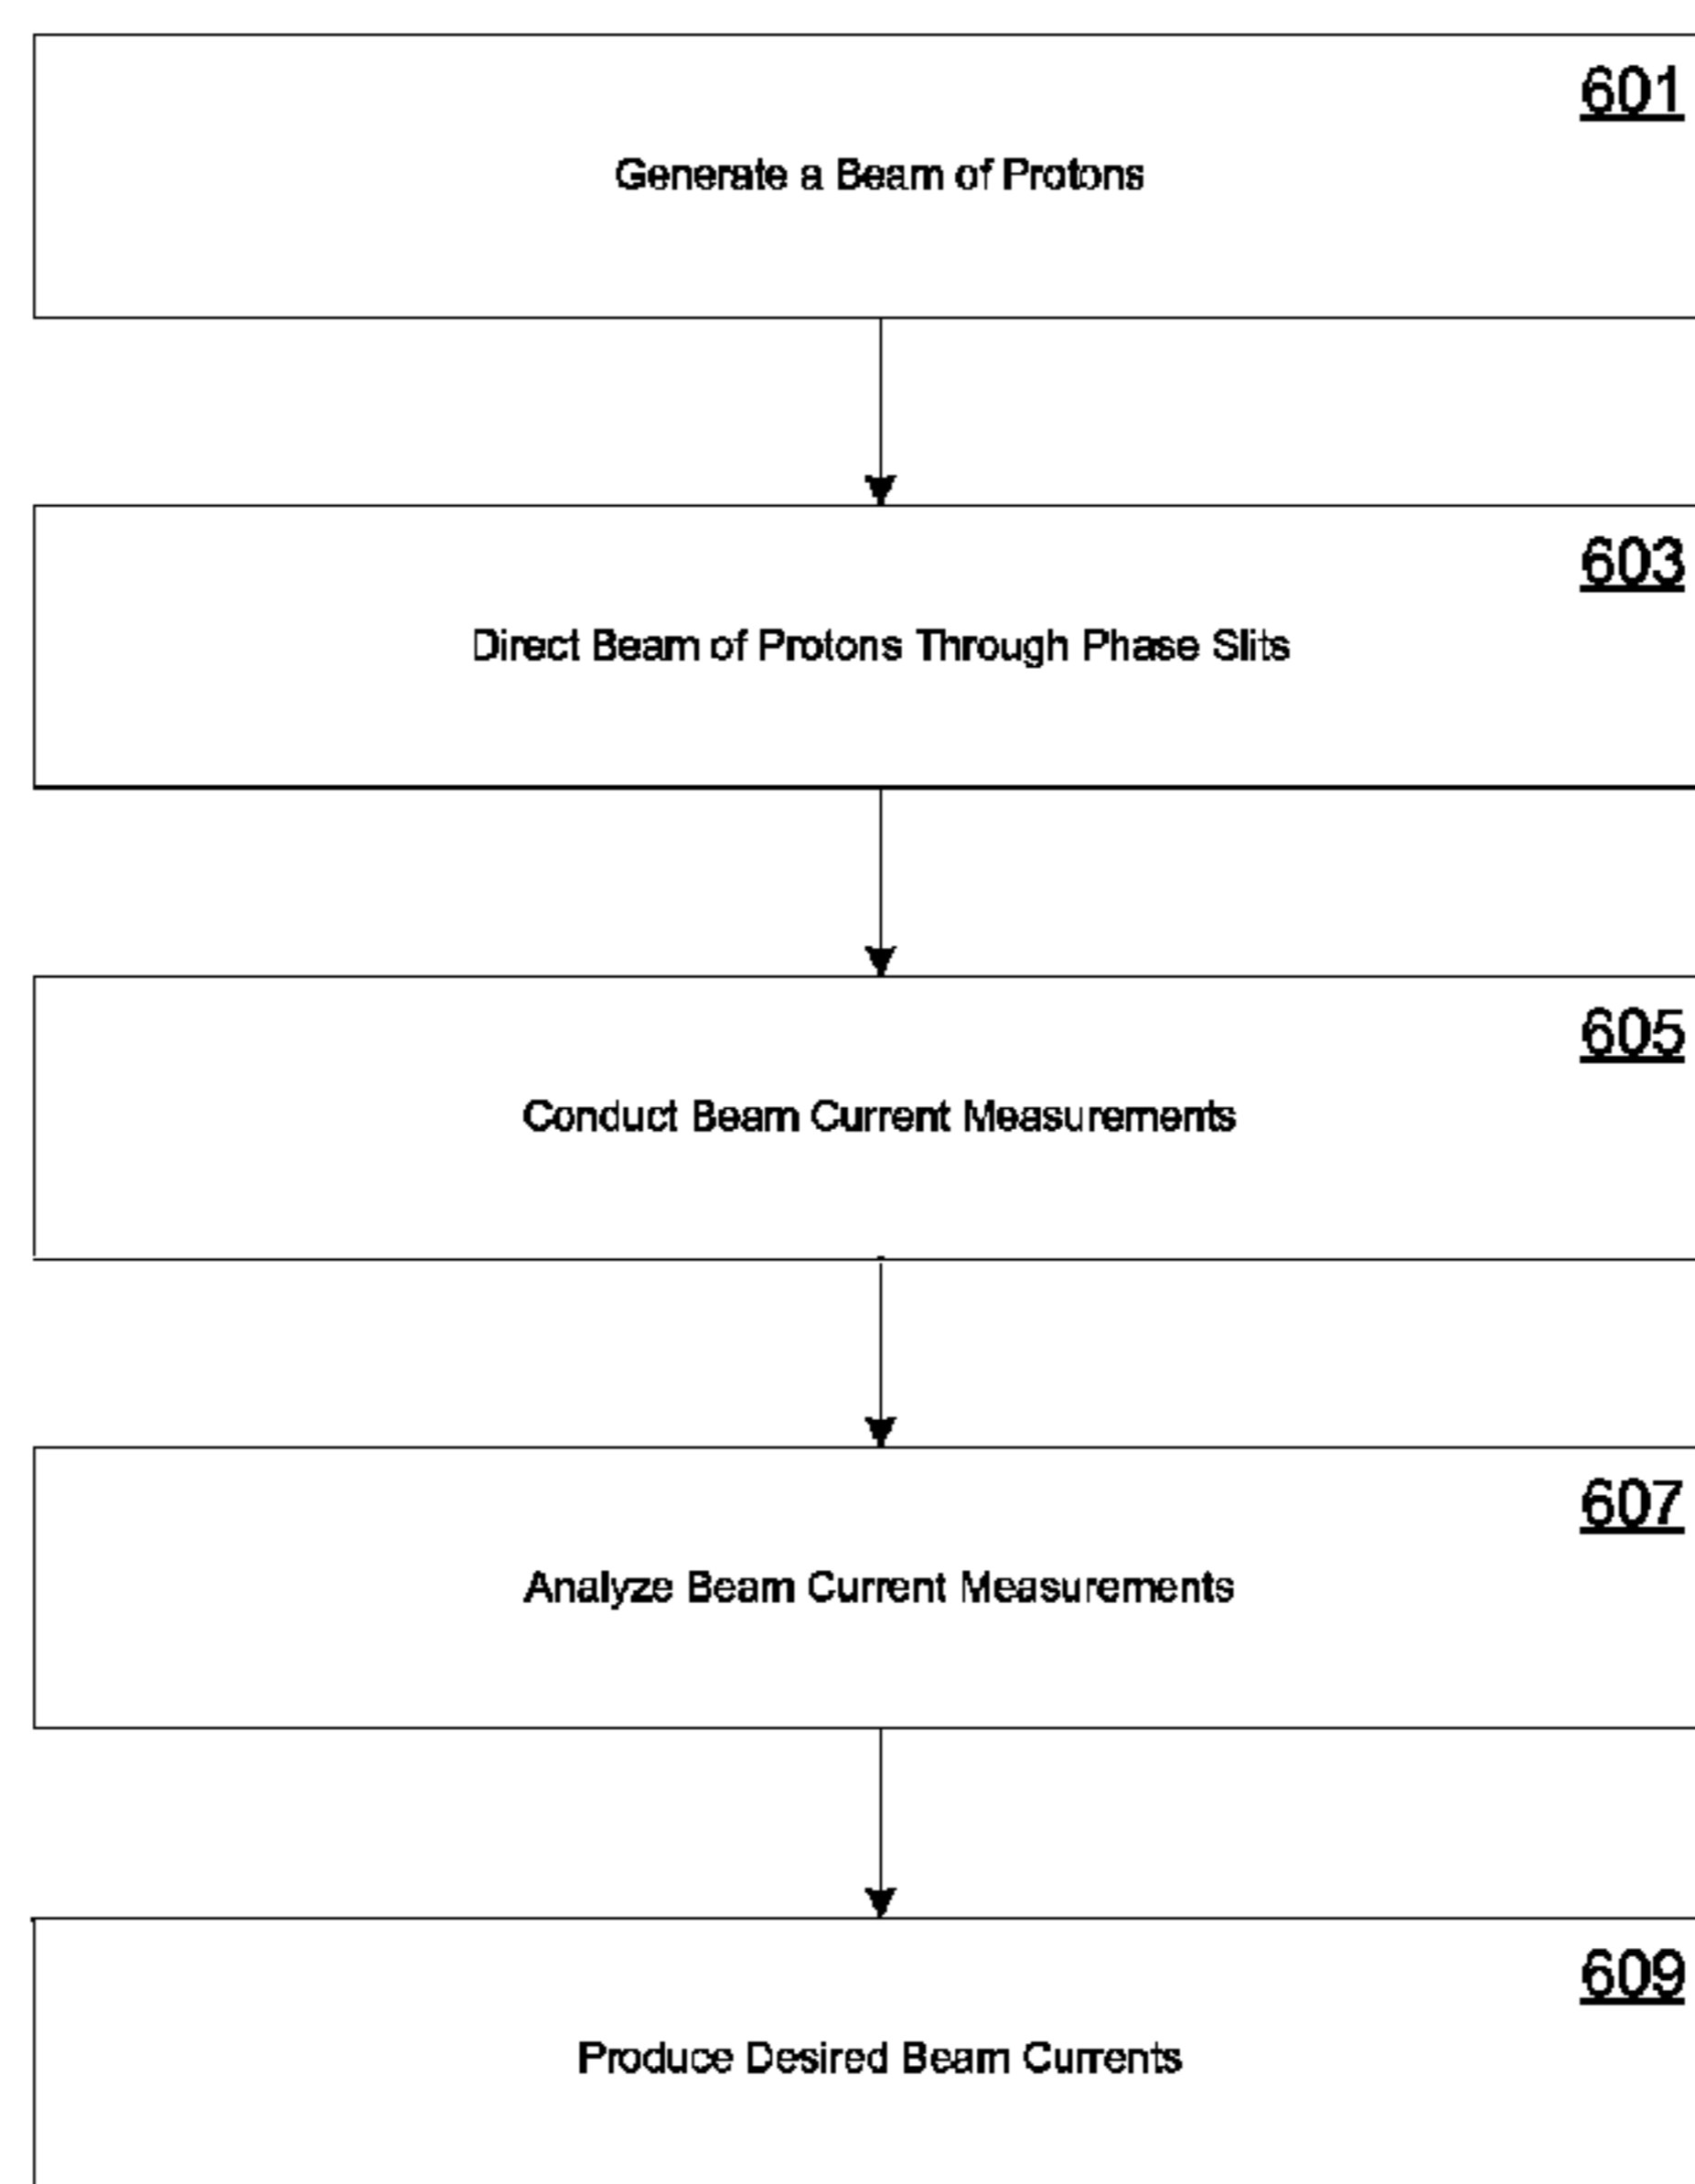 601
Generate a Beam of Protons
603
Direct Beam of Protons Through Phase Slits
605
Conduct Beam Current Measurements
607
Analyze Beam Current Measurements
609
Produce Desired Beam Currents